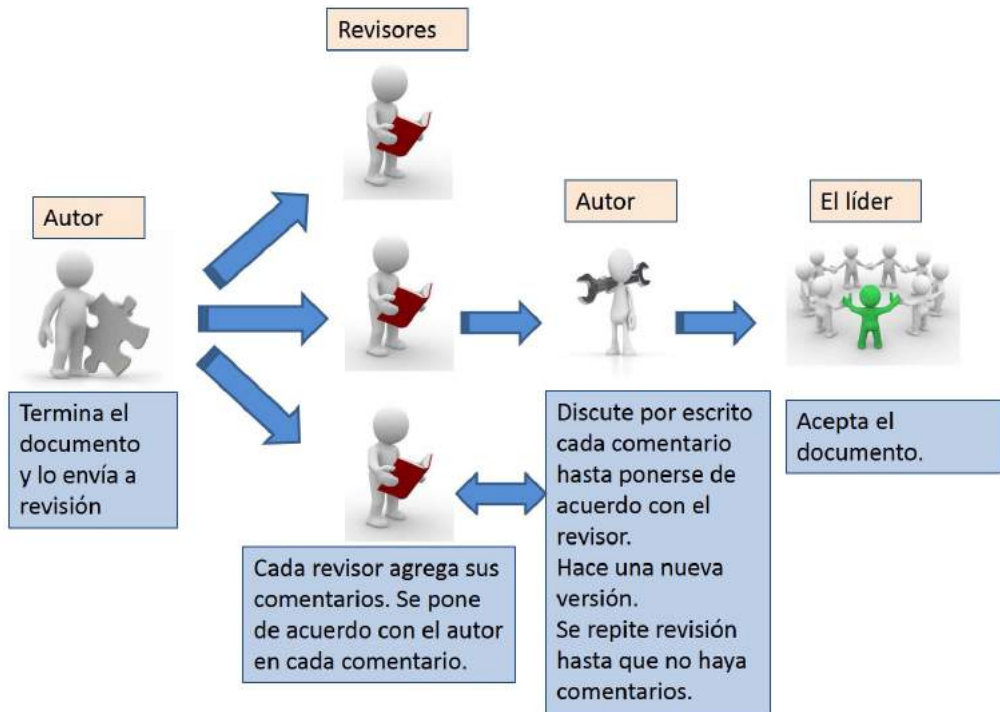 Revisores
Autor
Termina el
documento
y lo envía a
revisión
Cada revisor agrega sus
comentarios. Se pone
de acuerdo con el autor
en cada comentario.
Autor
Discute por escrito
cada comentario
hasta ponerse de
acuerdo con el
revisor.
Hace una nueva
versión.
Se repite revisión
hasta que no haya
comentarios.
El líder
Acepta el
documento.